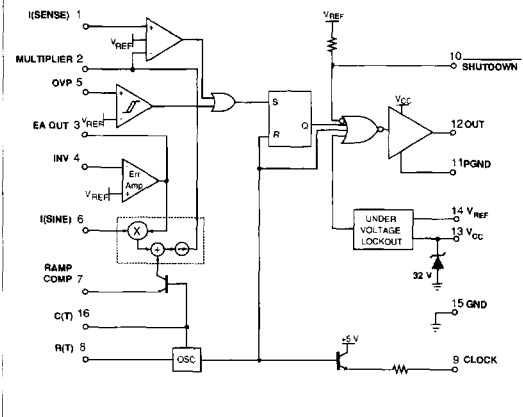 I(SENSE) 1
VREF
10
SHUTDOWN
VREF
MULTIPLIER 2
OVP 5
VCC
S
Q
R
12 OUT
VREF
EA OUT 3
11 PGND
INV 4
Err
Amp
VREF
I(SINE) 6
X
+
UNDER
VOLTAGE
LOCKOUT
14 VREF
13 VCC
32 V
RAMP
COMP 7
C(T) 16
15 GND
R(T) 8
OSC
+5 V
9 CLOCK